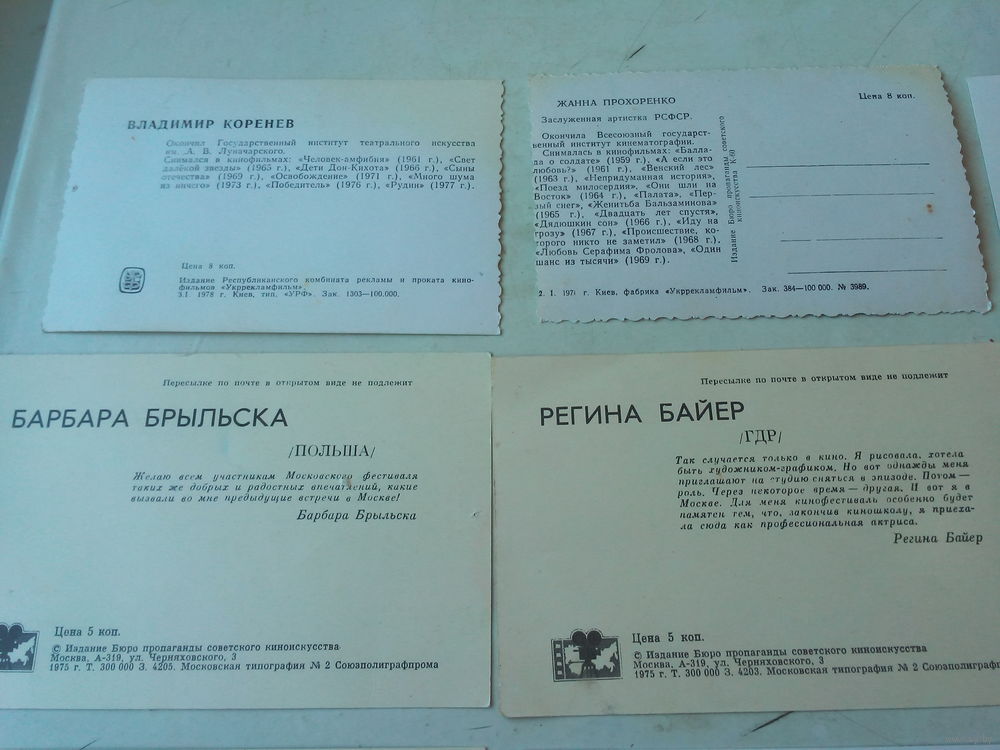 ВЛАДИМИР КОРЕНЕВ
Окончил Государственный институт театрального искусства
им. А. В. Луначарского.
Снимался в кинофильмах: «Человек-амфибия» (1961 г.), «Свет
далёкой звезды» (1965 г.), «Дети Дон-Кихота» (1966 г.), «Сыны
отечества» (1969 г.), «Освобождение» (1971 г.), «Много шума
из ничего» (1973 г.), «Победитель» (1976 г.), «Рудин» (1977 г.).
Цена 8 коп.
Издание Республиканского комбината рекламы и проката кино-
фильмов «Укррекламфильм».
3.1 1978 г. Киев, тип. «УРФ». Зак. 1303—100.000.
ЖАННА ПРОХОРЕНКО
Цена 8 коп.
Заслуженная артистка РСФСР.
Окончила Всесоюзный государст-
венный институт кинематографии.
Снималась в кинофильмах: «Балла-
да о солдате» (1959 г.), «А если это
любовь?» (1961 г.), «Венский лес»
(1963 г.), «Непридуманная история»,
«Поезд милосердия», «Они шли на
Восток» (1964 г.), «Палата», «Пер-
вый снег», «Женитьба Бальзаминова»
(1965 г.), «Двадцать лет спустя»,
«Дядюшкин сон» (1966 г.), «Иду на
грозу» (1967 г.), «Происшествие, ко-
торого никто не заметил» (1968 г.),
«Любовь Серафима Фролова», «Один
шанс из тысячи» (1969 г.).
Издание Бюро пропаганды советского
киноискусства К-60
2. 1. г. Киев, фабрика «Укррекламфильм». Зак. 384—100 000. № 3989.
Пересылке по почте в открытом виде не подлежит
БАРБАРА БРЫЛЬСКА
/ПОЛЬША/
Желаю всем участникам Московского фестиваля
таких же добрых и радостных впечатлений, какие
вызвали во мне предыдущие встречи в Москве!
Барбара Брыльска
Цена 5 коп.
© Издание Бюро пропаганды советского киноискусства
Москва, А-319, ул. Черняховского, 3
1975 г. Т. 300 000 З. 4205. Московская типография № 2 Союзполиграфпрома
Пересылке по почте в открытом виде не подлежит
РЕГИНА БАЙЕР
/ГДР/
Так случается только в кино. Я рисовала, хотела
быть художником-графиком. Но вот однажды меня
приглашают на студию сняться в эпизоде. Потом —
роль. Через некоторое время — другая. И вот я в
Москве. Для меня кинофестиваль особенно будет
памятен тем, что, закончив киношколу, я приеха-
ла сюда как профессиональная актриса.
Регина Байер
Цена 5 коп.
© Издание Бюро пропаганды советского киноискусства
Москва, А-319, ул. Черняховского, 3
1975 г. Т. 300 000 З. 4203. Московская типография № 2 Союзполиграфп